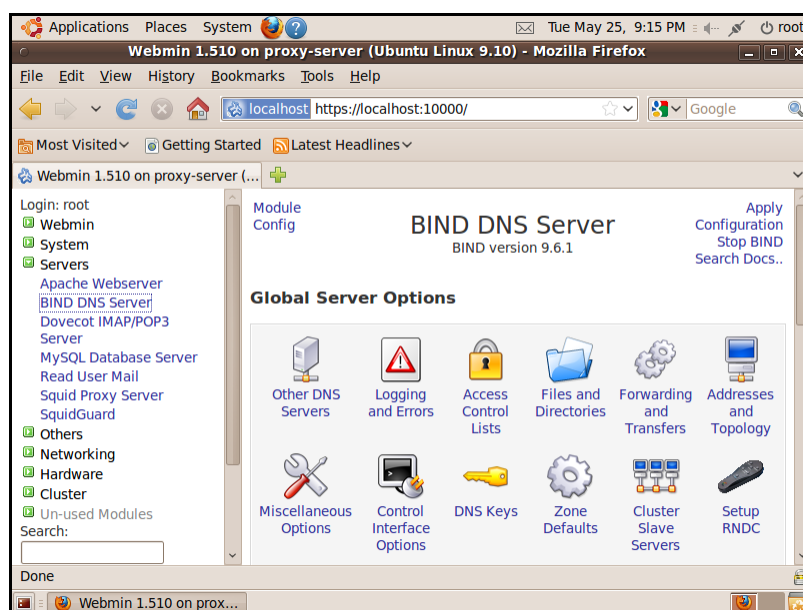 Applications Places System Tue May 25, 9:15 PM root
Webmin 1.510 on proxy-server (Ubuntu Linux 9.10) - Mozilla Firefox
File Edit View History Bookmarks Tools Help
localhost https://localhost:10000/ Google
Most Visited Getting Started Latest Headlines
Webmin 1.510 on proxy-server (...
Login: root
Webmin
System
Servers
Apache Webserver
BIND DNS Server
Dovecot IMAP/POP3
Server
MySQL Database Server
Read User Mail
Squid Proxy Server
SquidGuard
Others
Networking
Hardware
Cluster
Un-used Modules
Search:
Module
Config
BIND DNS Server
BIND version 9.6.1
Apply
Configuration
Stop BIND
Search Docs..
Global Server Options
Other DNS
Servers
Logging
and Errors
Access
Control
Lists
Files and
Directories
Forwarding
and
Transfers
Addresses
and
Topology
Miscellaneous
Options
Control
Interface
Options
DNS Keys
Zone
Defaults
Cluster
Slave
Servers
Setup
RNDC
Done
Webmin 1.510 on prox...